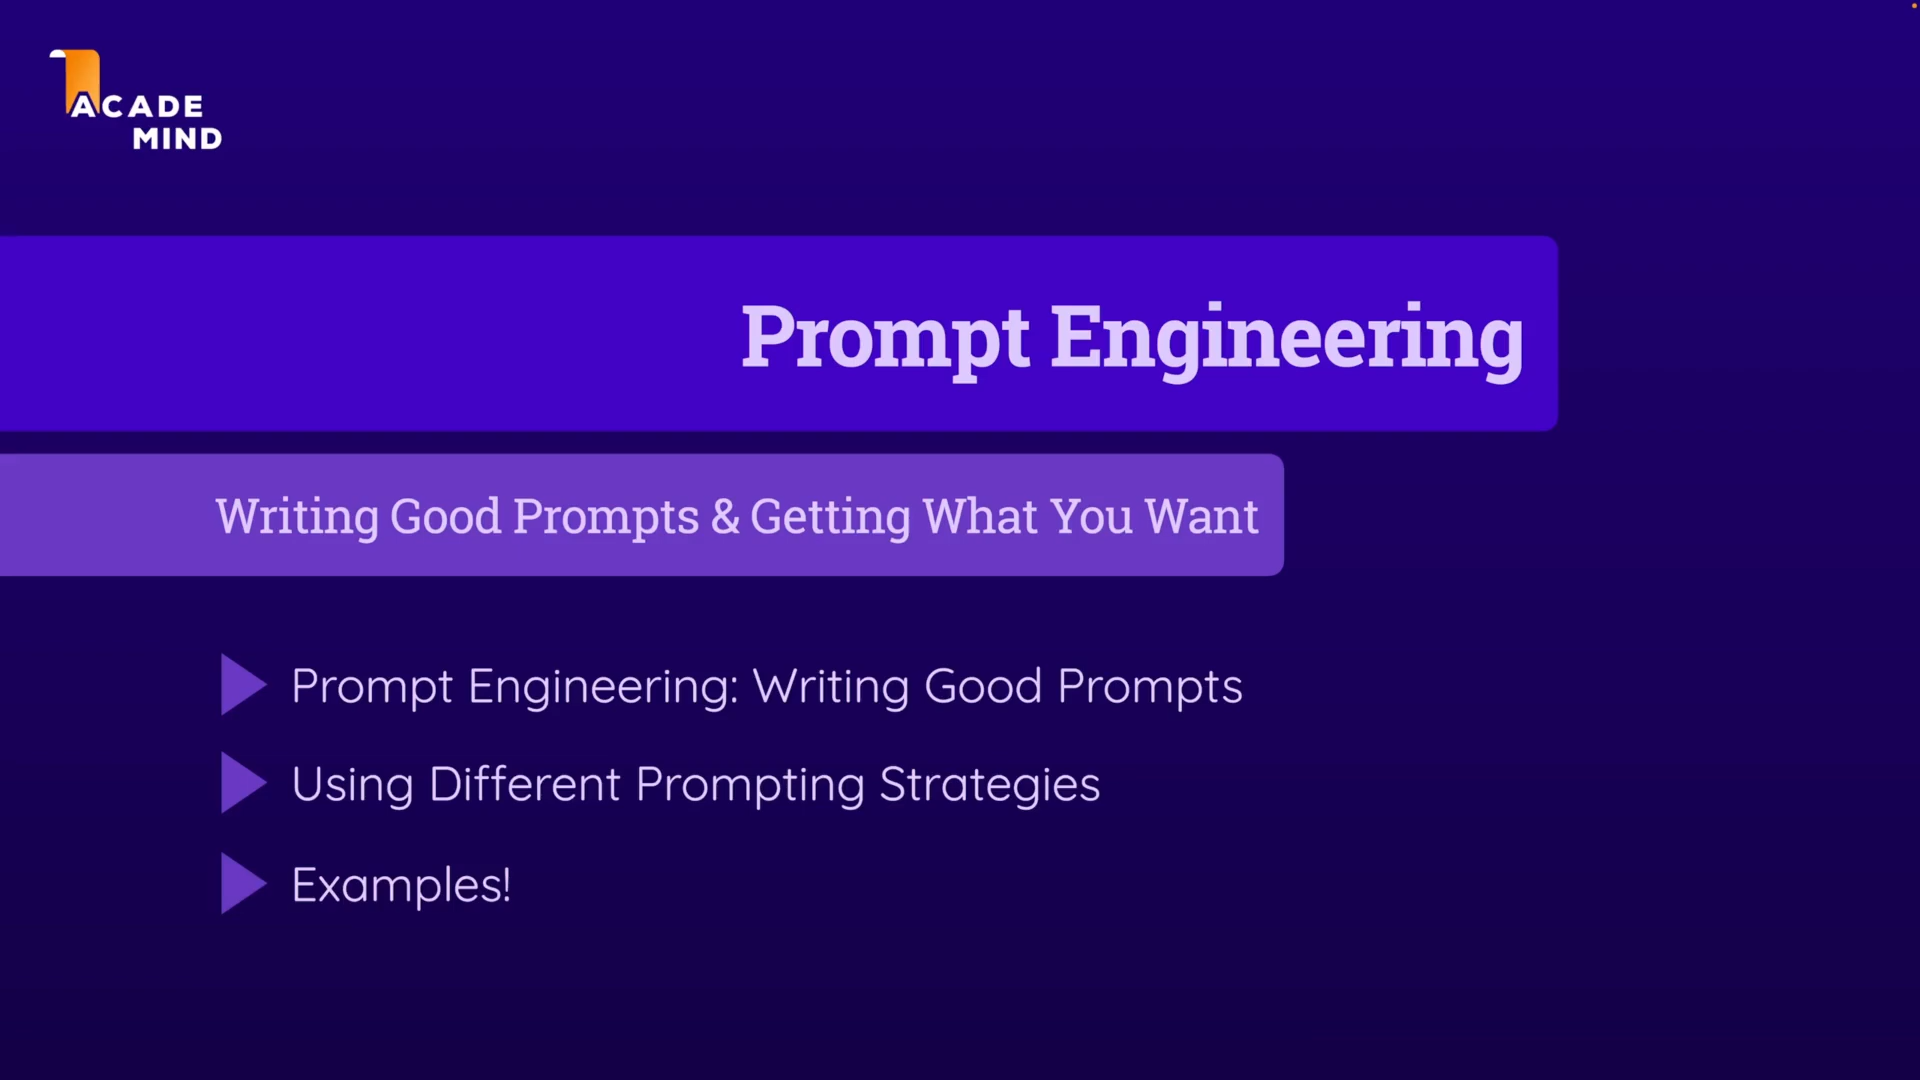 ACADE
MIND
Prompt Engineering
Writing Good Prompts & Getting What You Want
Prompt Engineering: Writing Good Prompts
Using Different Prompting Strategies
Examples!